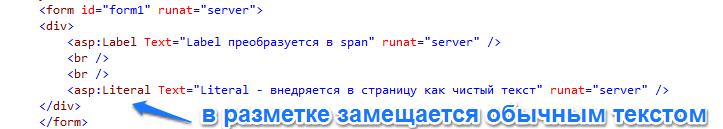 <form id="form1" runat="server">
<div>
<asp:Label Text="Label преобразуется в span" runat="server" />
<br />
<br />
<asp:Literal Text="Literal - внедряется в страницу как чистый текст" runat="server" />
</div>
в разметке замещается обычным текстом
</form>